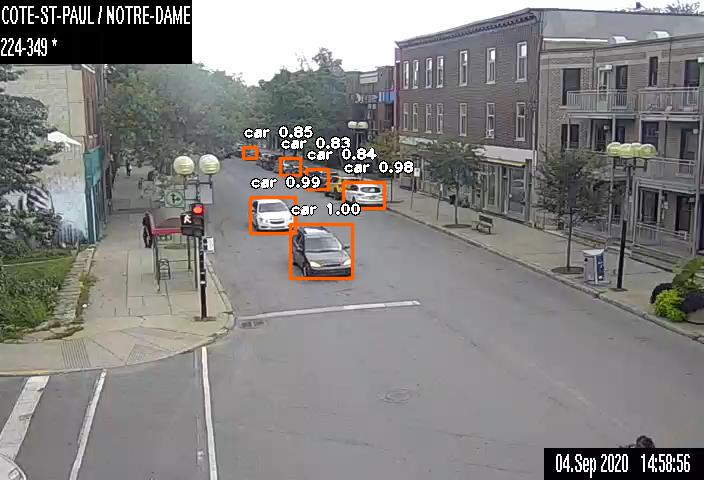 COTE-ST-PAUL / NOTRE-DAME
224-349 *
car 0.85
car 0.83
car 0.84
car 0.98
car 0.99
car 1.00
04.Sep 2020 14:58:56